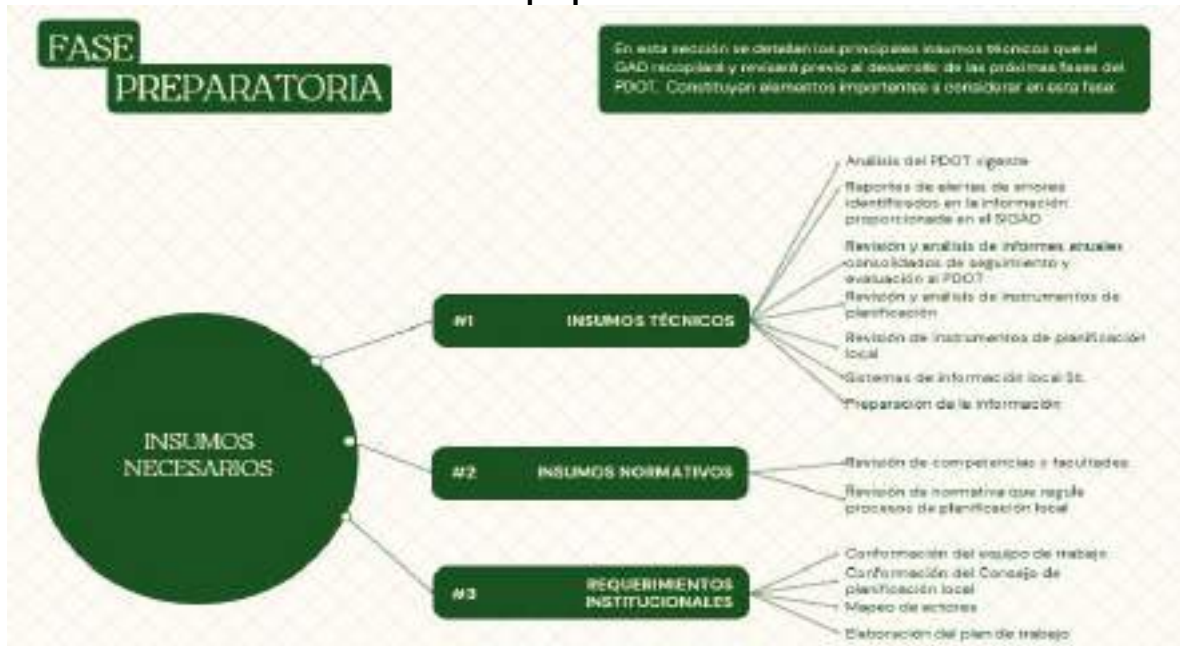 FASE
PREPARATORIA
En esta sección se detallan los principales insumos técnicos que el
GAD recopilará y revisará previo al desarrollo de las próximas fases del
PDOT. Constituyen elementos importantes a considerar en esta fase:
INSUMOS
NECESARIOS
#1 INSUMOS TÉCNICOS
Análisis del PDOT vigente
Reportes de alertas de errores
identificados en la información
proporcionada en el SIGAD
Revisión y análisis de informes anuales
consolidados de seguimiento y
evaluación al PDOT
Revisión y análisis de instrumentos de
planificación
Revisión de instrumentos de planificación
local
Sistemas de información local
Preparación de la información
#2 INSUMOS NORMATIVOS
Revisión de competencias y facultades
Revisión de normativa que regule
procesos de planificación local
#3 REQUERIMIENTOS
INSTITUCIONALES
Conformación del equipo de trabajo
Conformación del Consejo de
planificación local
Mapeo de actores
Elaboración del plan de trabajo